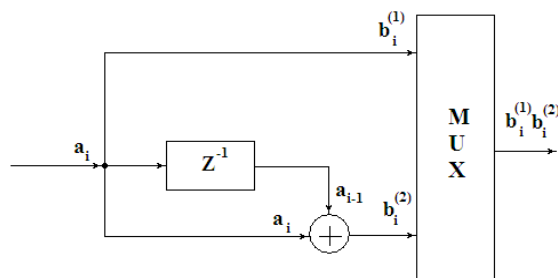 b_i^(1)
M
U
X
b_i^(1) b_i^(2)
a_i
Z^-1
a_i-1
a_i
b_i^(2)
+